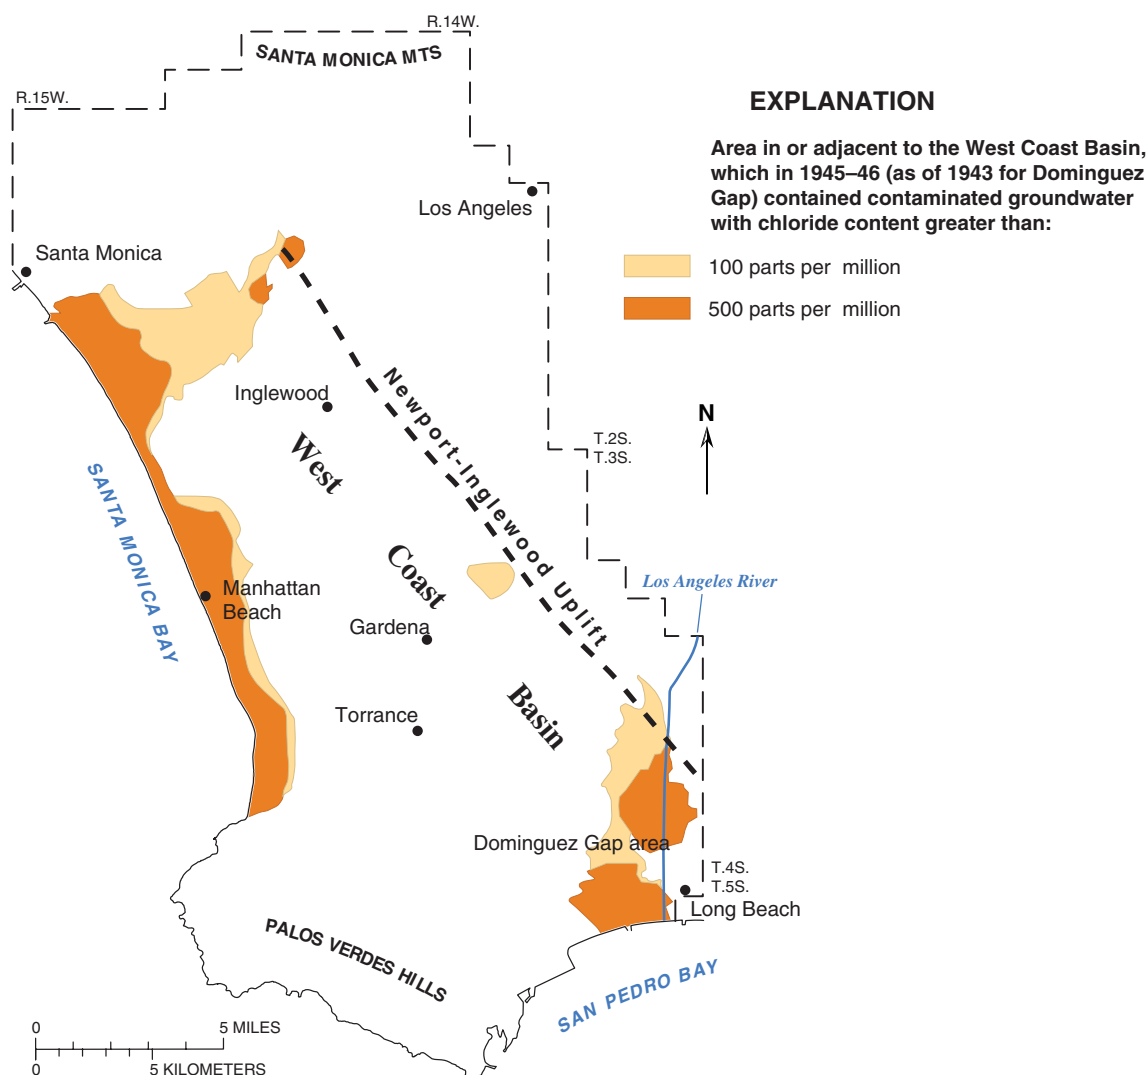 R.14W.
SANTA MONICA MTS
R.15W.
EXPLANATION
Area in or adjacent to the West Coast Basin,
which in 1945–46 (as of 1943 for Dominguez
Gap) contained contaminated groundwater
with chloride content greater than:
100 parts per million
500 parts per million
Los Angeles
Santa Monica
Inglewood
Newport-Inglewood Uplift
N
T.2S.
T.3S.
West
Coast
Basin
SANTA MONICA BAY
Manhattan
Beach
Los Angeles River
Gardena
Torrance
Dominguez Gap area
T.4S.
T.5S.
Long Beach
PALOS VERDES HILLS
SAN PEDRO BAY
0 5 MILES
0 5 KILOMETERS